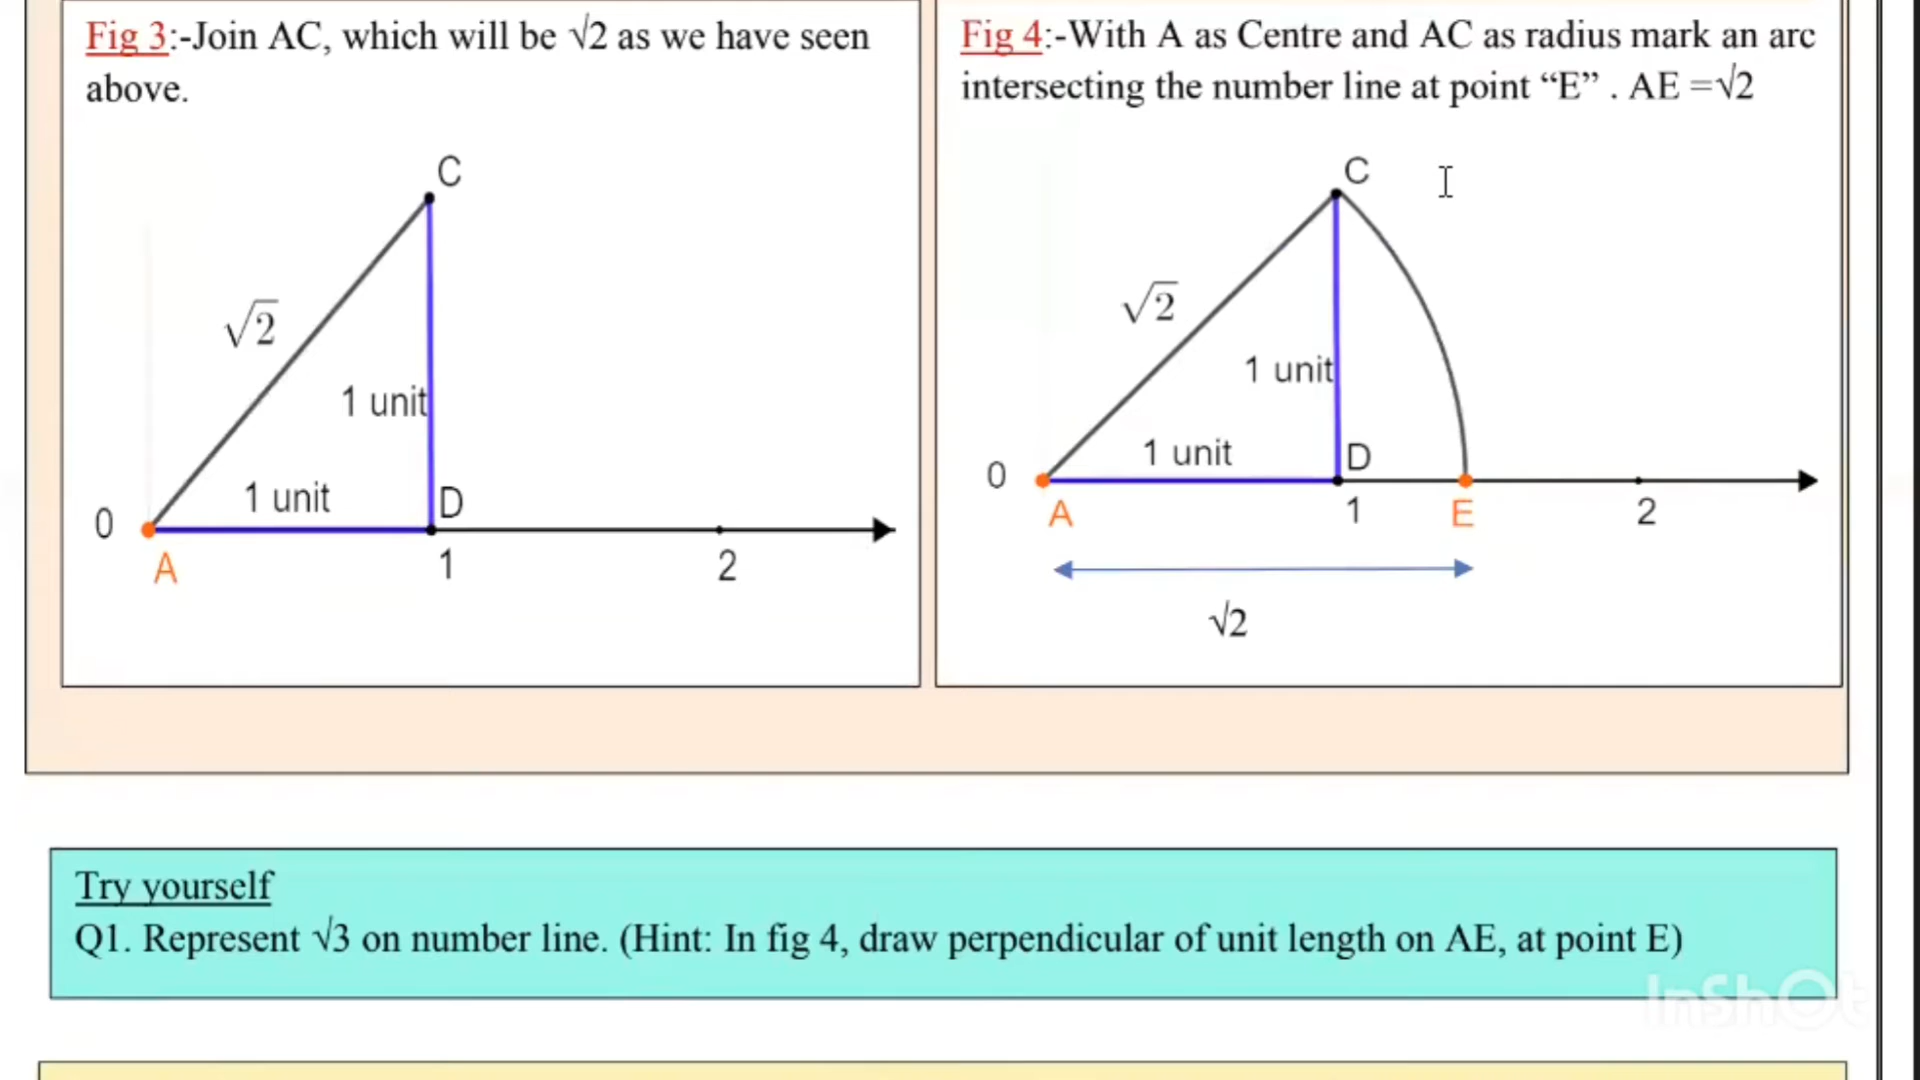 Fig 3:-Join AC, which will be √2 as we have seen
above.
C
√2
1 unit
1 unit
D
0
A
1
2
Fig 4:-With A as Centre and AC as radius mark an arc
intersecting the number line at point “E” . AE =√2
C
√2
1 unit
1 unit
D
0
A
1
E
2
√2
Try yourself
Q1. Represent √3 on number line. (Hint: In fig 4, draw perpendicular of unit length on AE, at point E)
InShOt